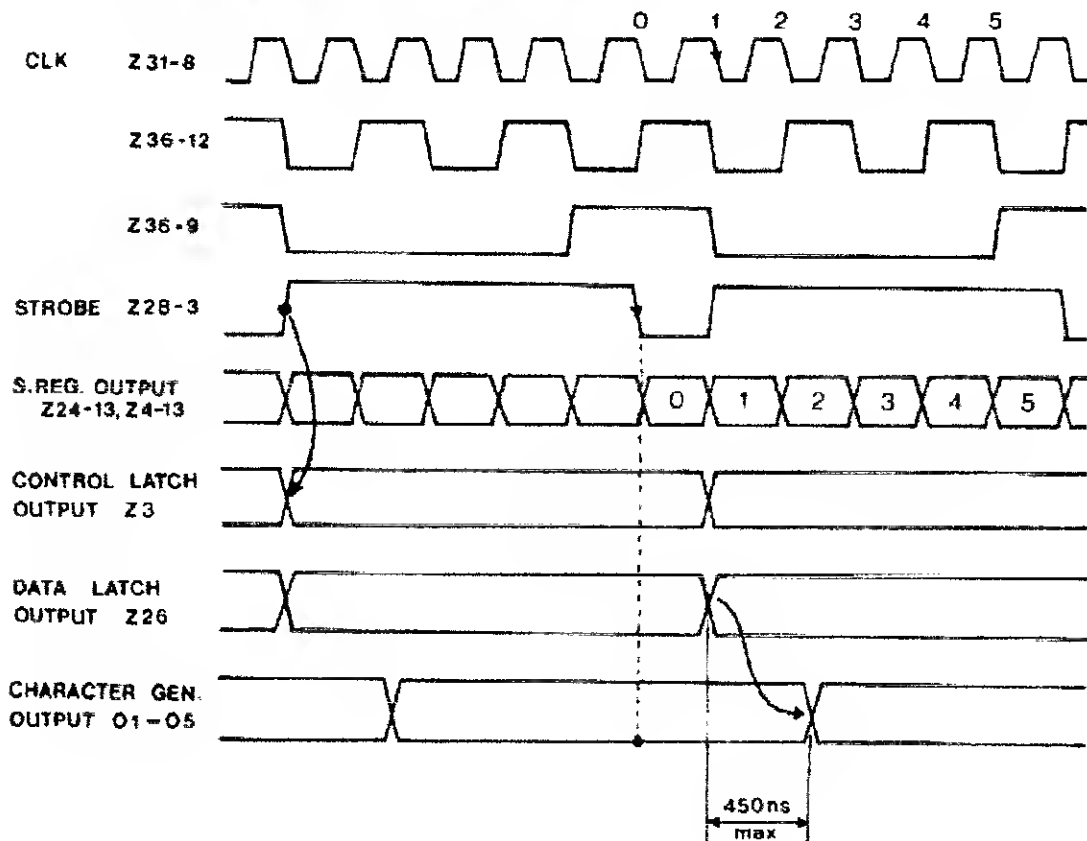 0 1 2 3 4 5
CLK Z31-8
Z36-12
Z36-9
STROBE Z28-3
S.REG. OUTPUT
Z24-13, Z4-13
0 1 2 3 4 5
CONTROL LATCH
OUTPUT Z3
DATA LATCH
OUTPUT Z26
CHARACTER GEN.
OUTPUT O1-O5
450ns
max